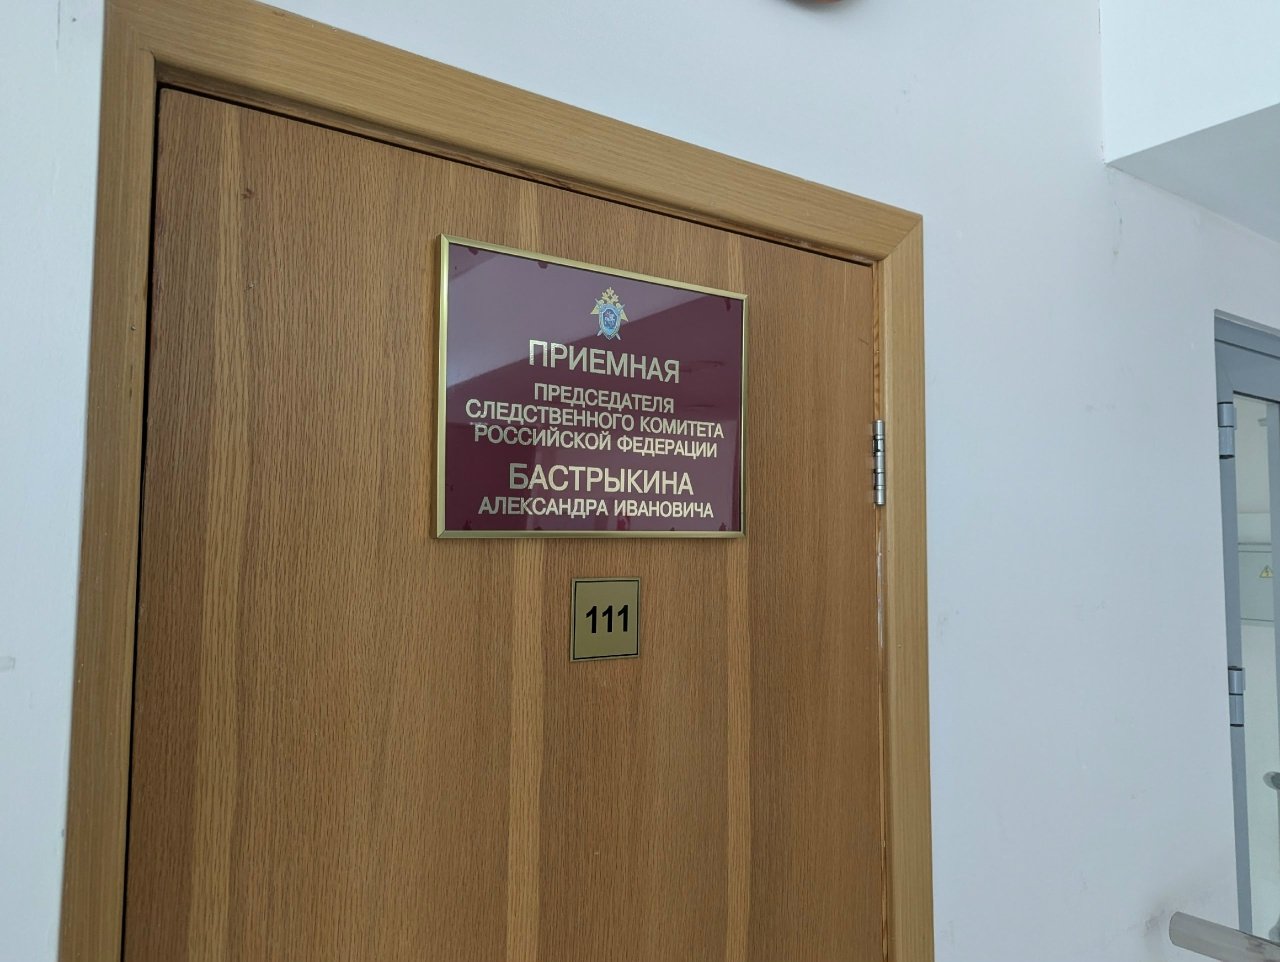 ПРИЕМНАЯ
ПРЕДСЕДАТЕЛЯ
СЛЕДСТВЕННОГО КОМИТЕТА
РОССИЙСКОЙ ФЕДЕРАЦИИ
БАСТРЫКИНА
АЛЕКСАНДРА ИВАНОВИЧА
111